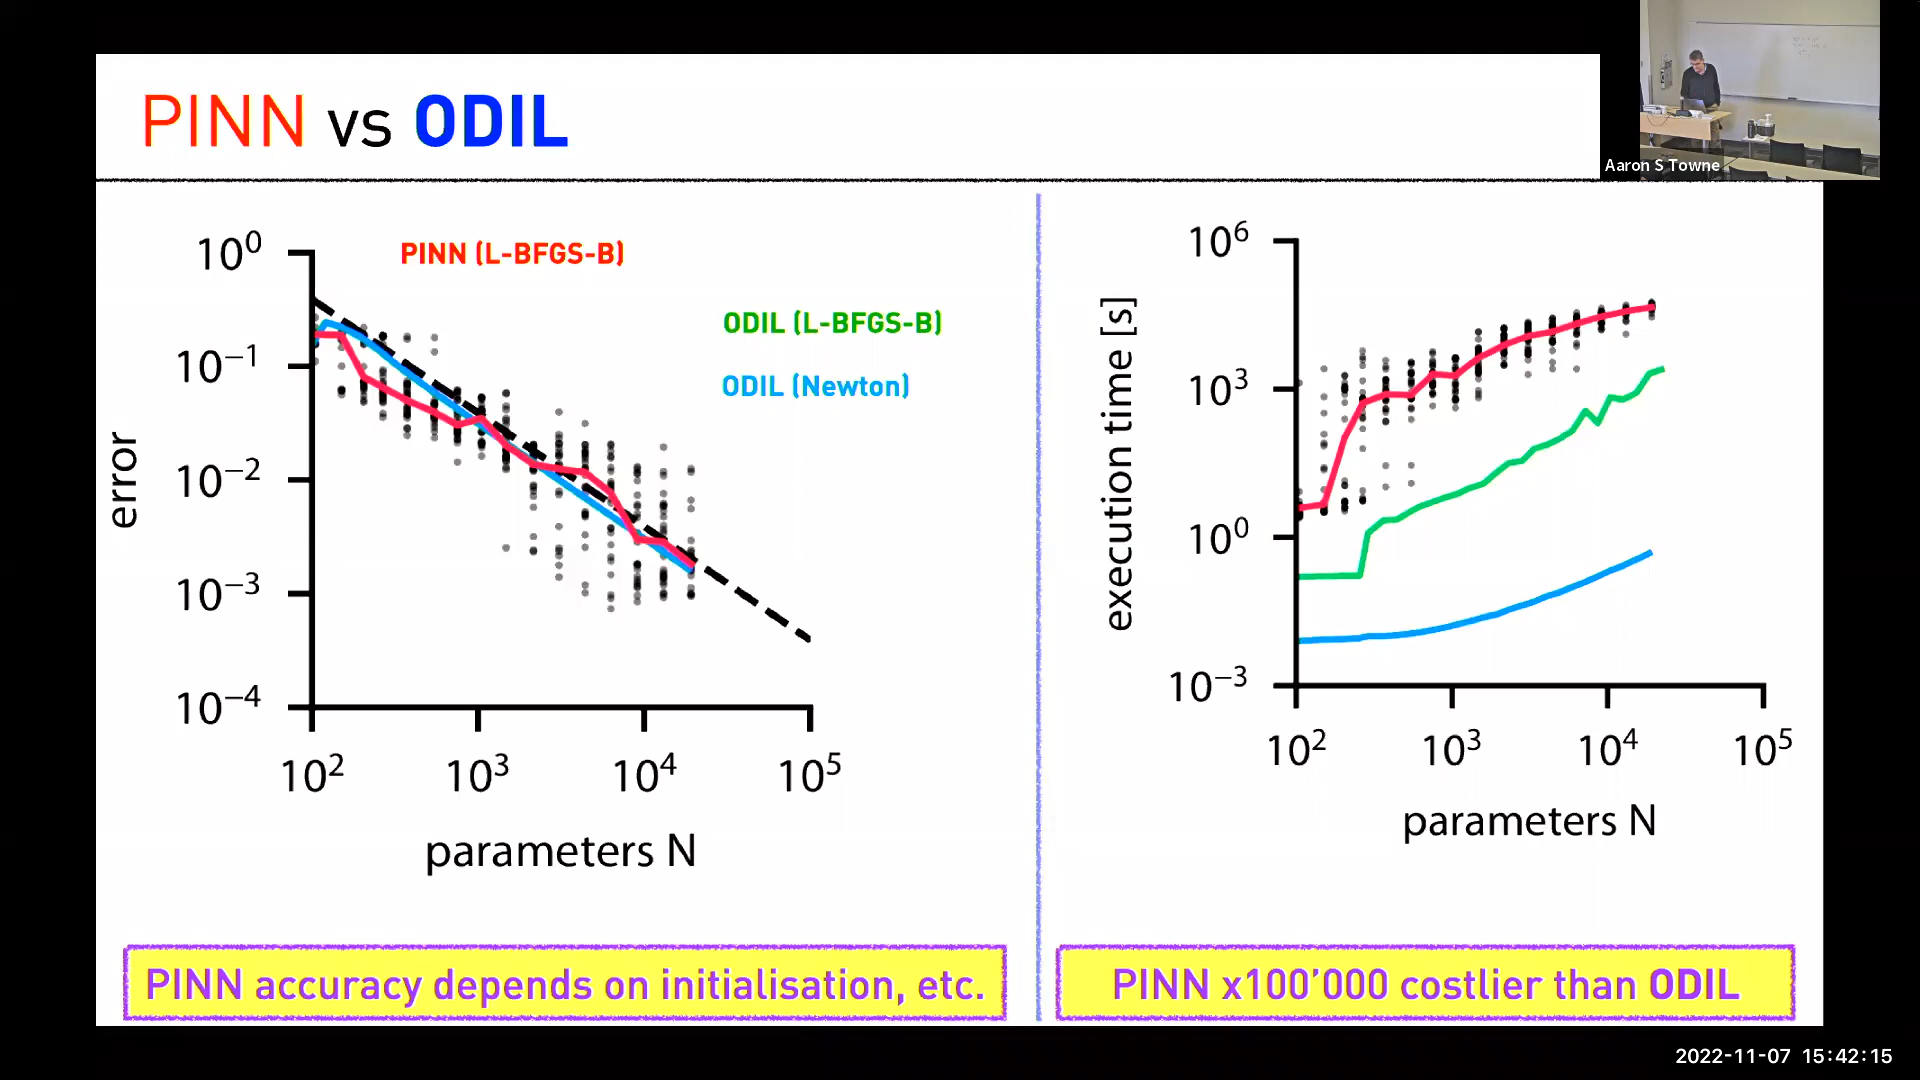 PINN vs ODIL
Aaron S Towne
PINN (L-BFGS-B)
ODIL (L-BFGS-B)
ODIL (Newton)
error
10⁰
10⁻¹
10⁻²
10⁻³
10⁻⁴
10² 10³ 10⁴ 10⁵
parameters N
execution time [s]
10⁶
10³
10⁰
10⁻³
10² 10³ 10⁴ 10⁵
parameters N
PINN accuracy depends on initialisation, etc.
PINN x100'000 costlier than ODIL
2022-11-07 15:42:15